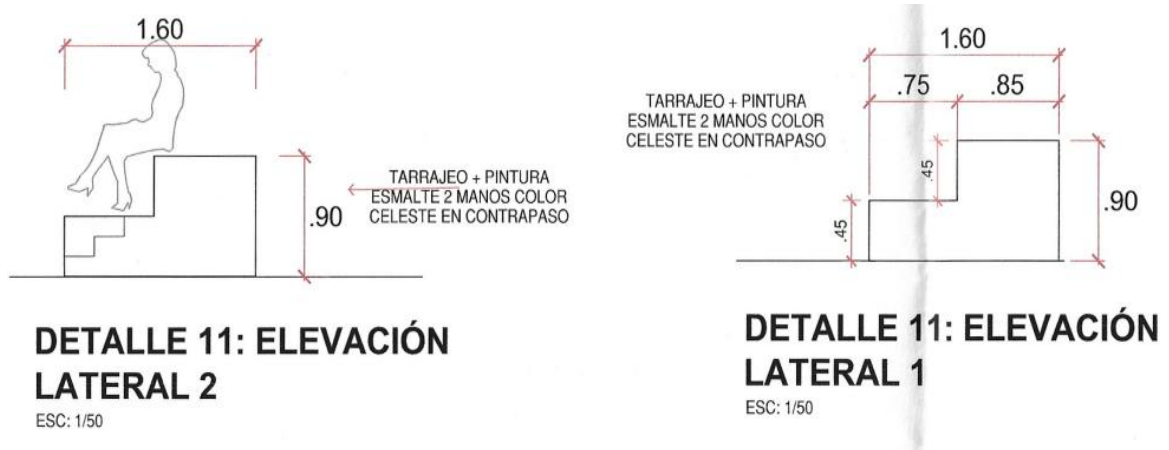 1.60
TARRAJEO + PINTURA
ESMALTE 2 MANOS COLOR
CELESTE EN CONTRAPASO
.90
DETALLE 11: ELEVACIÓN
LATERAL 2
ESC: 1/50
1.60
.75
.85
TARRAJEO + PINTURA
ESMALTE 2 MANOS COLOR
CELESTE EN CONTRAPASO
.45
.45
.90
DETALLE 11: ELEVACIÓN
LATERAL 1
ESC: 1/50